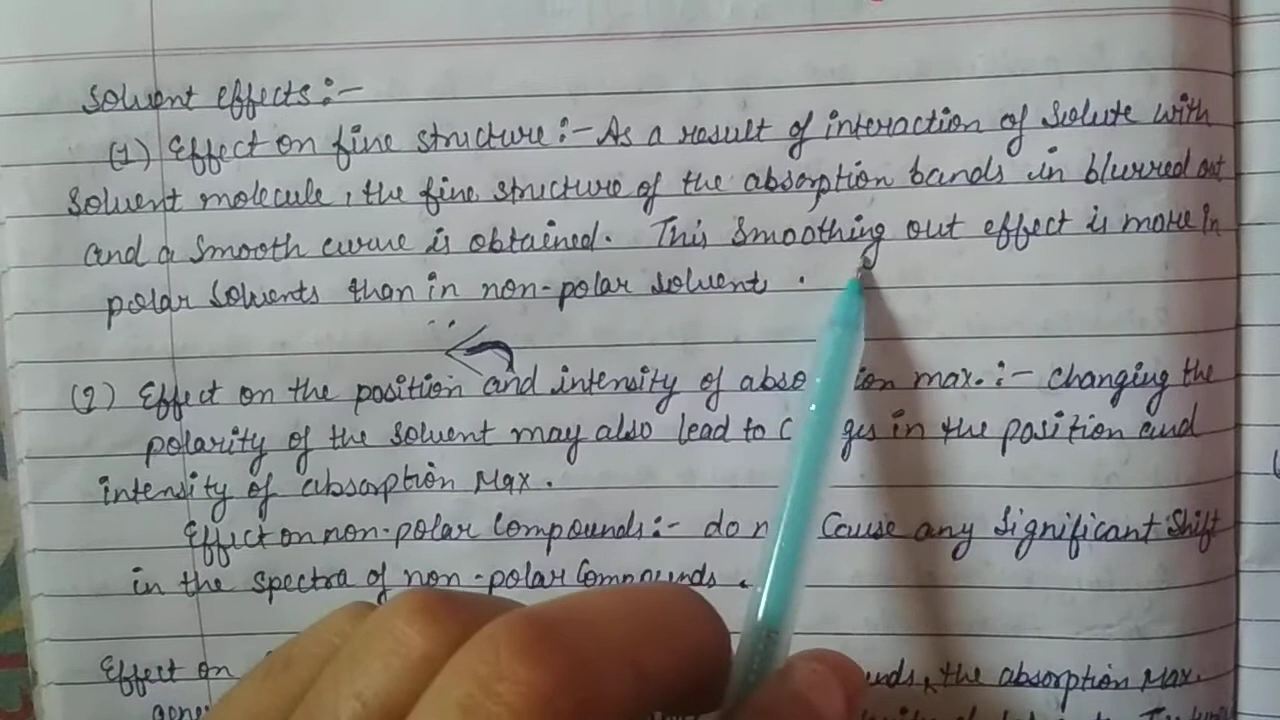 Solvent effects:-
(1) Effect on fine structure:- As a result of interaction of Solute with
Solvent molecule, the fine structure of the absorption bands in blurred out
and a smooth curve is obtained. This Smoothing out effect is more in
polar Solvents than in non-polar solvent.
(2) Effect on the position and intensity of abso ion max.:- changing the
polarity of the solvent may also lead to c ges in the position and
intensity of absorption Max.
Effect on non-polar Compounds:- do n Cause any Significant Shift
in the spectra of non-polar Compounds.
Effect on unds, the absorption Max.